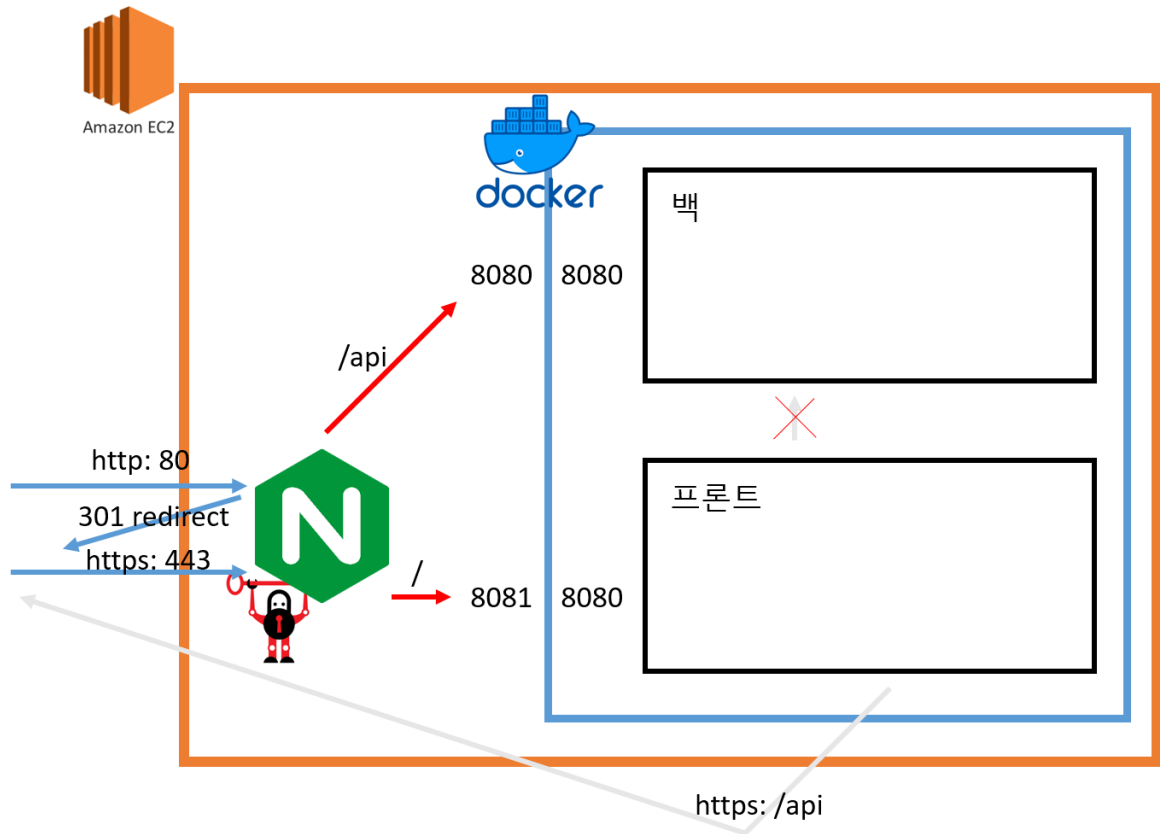 Amazon EC2
docker
백
8080 8080
/api
http: 80
301 redirect
https: 443
프론트
/
8081 8080
https: /api